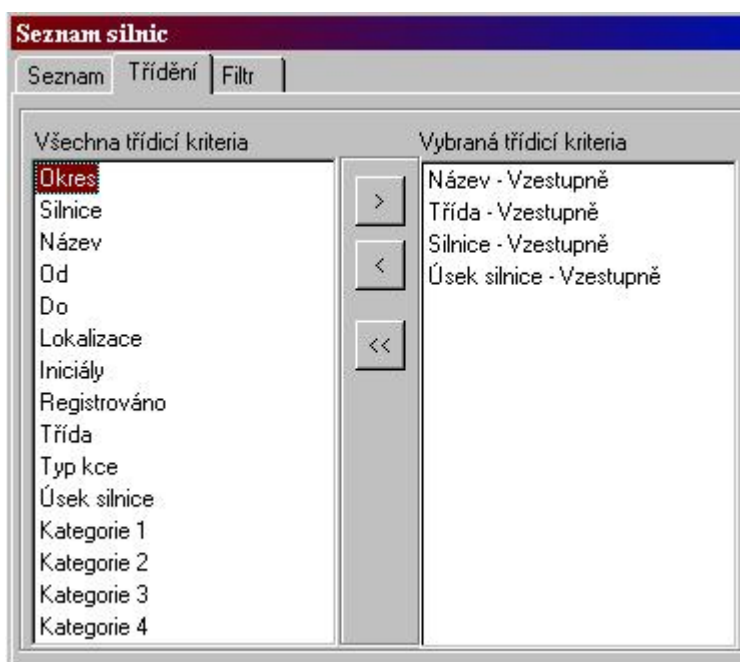 Seznam silnic
Seznam Třídění Filtr
Všechna třídicí kriteria
Okres
Silnice
Název
Od
Do
Lokalizace
Iniciály
Registrováno
Třída
Typ kce
Úsek silnice
Kategorie 1
Kategorie 2
Kategorie 3
Kategorie 4
>
<
<<
Vybraná třídicí kriteria
Název - Vzestupně
Třída - Vzestupně
Silnice - Vzestupně
Úsek silnice - Vzestupně